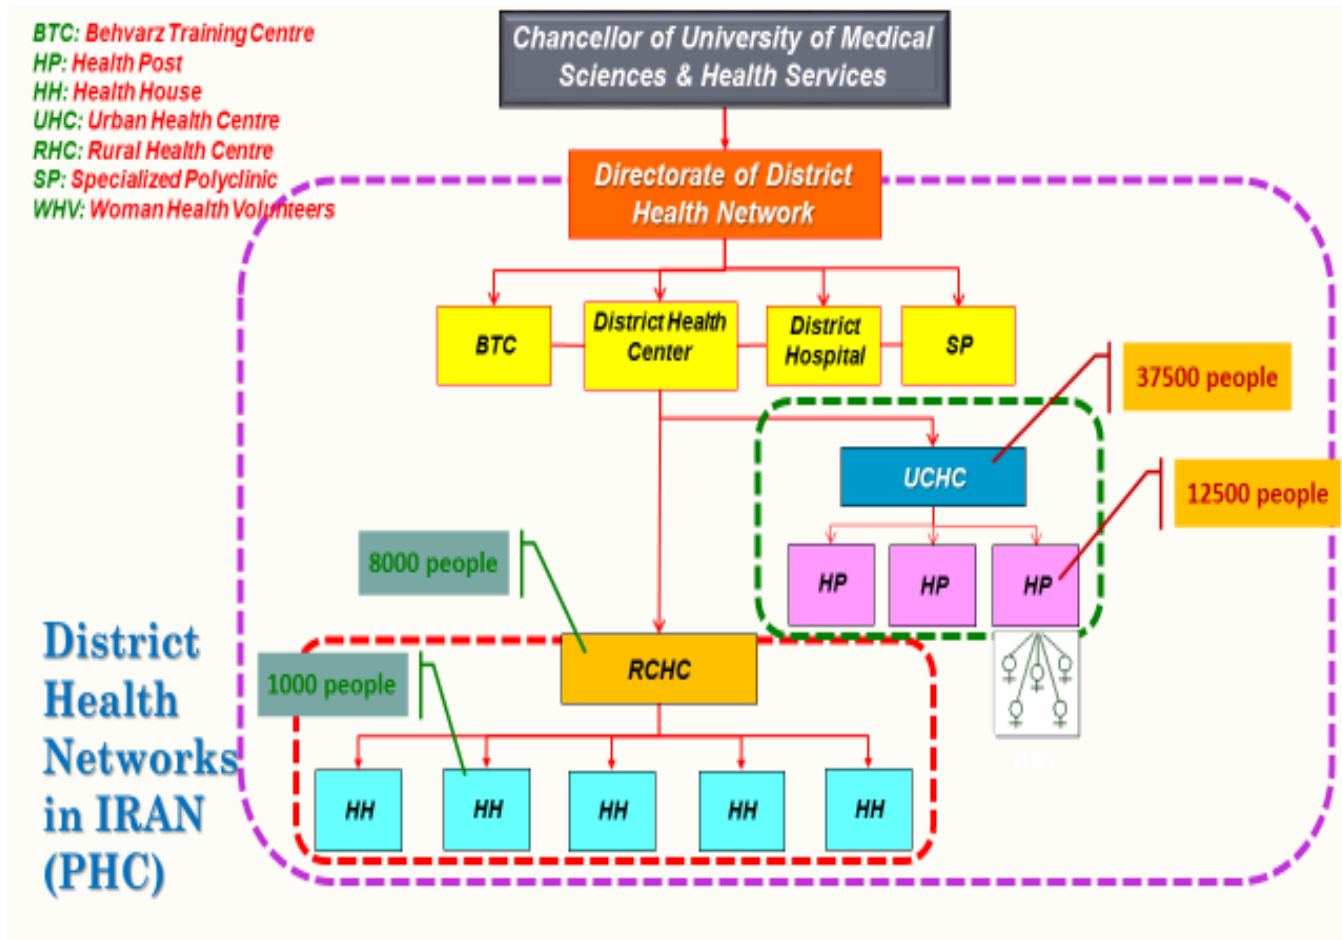 BTC: Behvarz Training Centre
HP: Health Post
HH: Health House
UHC: Urban Health Centre
RHC: Rural Health Centre
SP: Specialized Polyclinic
WHV: Woman Health Volunteers
Chancellor of University of Medical
Sciences & Health Services
Directorate of District
Health Network
BTC
District Health
Center
District
Hospital
SP
37500 people
UCHC
12500 people
HP
HP
HP
8000 people
RCHC
1000 people
HH
HH
HH
HH
HH
District
Health
Networks
in IRAN
(PHC)